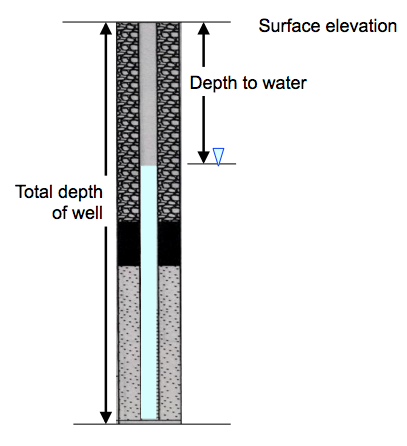 Surface elevation
Depth to water
Total depth
of well